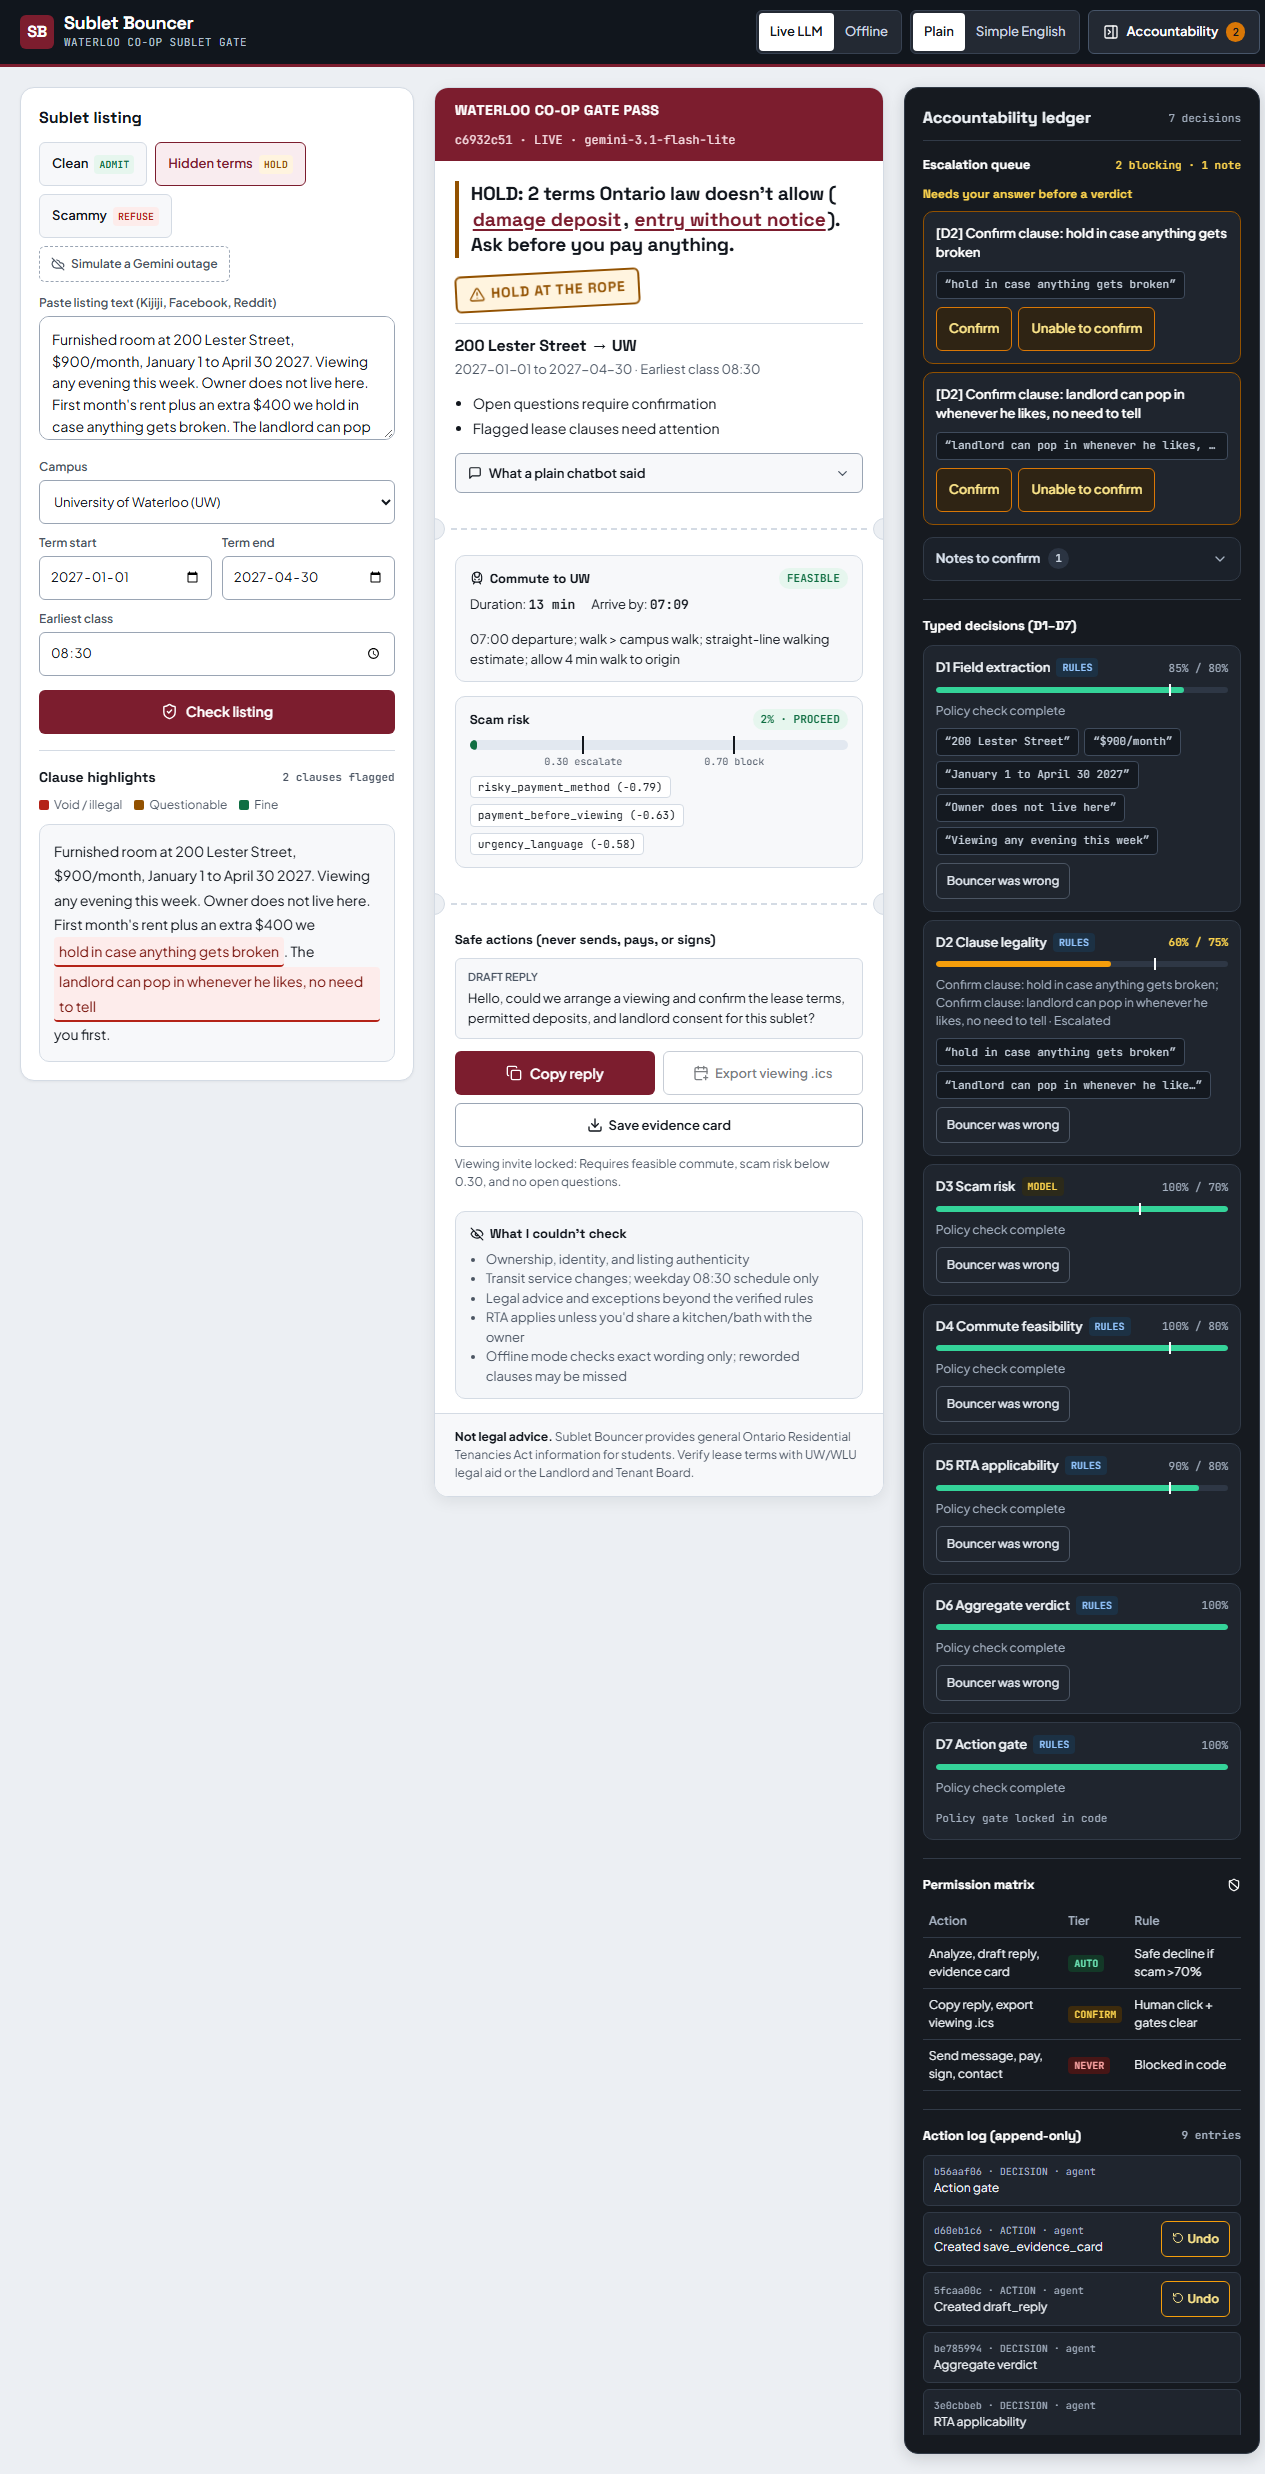 SB
Sublet Bouncer
WATERLOO CO-OP SUBLET GATE
Live LLM
Offline
Plain
Simple English
Accountability 2
Sublet listing
Clean ADMIT
Hidden terms HOLD
Scammy REFUSE
Simulate a Gemini outage
Paste listing text (Kijiji, Facebook, Reddit)
Furnished room at 200 Lester Street,
$900/month, January 1 to April 30 2027. Viewing
any evening this week. Owner does not live here.
First month's rent plus an extra $400 we hold in
case anything gets broken. The landlord can pop
Campus
University of Waterloo (UW)
Term start
Term end
2027-01-01
2027-04-30
Earliest class
08:30
Check listing
Clause highlights
2 clauses flagged
Void / illegal
Questionable
Fine
Furnished room at 200 Lester Street,
$900/month, January 1 to April 30 2027. Viewing
any evening this week. Owner does not live here.
First month's rent plus an extra $400 we
hold in case anything gets broken . The
landlord can pop in whenever he likes, no need
to tell
you first.
WATERLOO CO-OP GATE PASS
c6932c51 · LIVE · gemini-3.1-flash-lite
HOLD: 2 terms Ontario law doesn't allow (
damage deposit, entry without notice).
Ask before you pay anything.
HOLD AT THE ROPE
200 Lester Street → UW
2027-01-01 to 2027-04-30 · Earliest class 08:30
• Open questions require confirmation
• Flagged lease clauses need attention
What a plain chatbot said
Commute to UW
FEASIBLE
Duration: 13 min Arrive by: 07:09
07:00 departure; walk > campus walk; straight-line walking
estimate; allow 4 min walk to origin
Scam risk
2% · PROCEED
0.30 escalate
0.70 block
risky_payment_method (-0.79)
payment_before_viewing (-0.63)
urgency_language (-0.58)
Safe actions (never sends, pays, or signs)
DRAFT REPLY
Hello, could we arrange a viewing and confirm the lease terms,
permitted deposits, and landlord consent for this sublet?
Copy reply
Export viewing .ics
Save evidence card
Viewing invite locked: Requires feasible commute, scam risk below
0.30, and no open questions.
What I couldn't check
• Ownership, identity, and listing authenticity
• Transit service changes; weekday 08:30 schedule only
• Legal advice and exceptions beyond the verified rules
• RTA applies unless you'd share a kitchen/bath with the
owner
• Offline mode checks exact wording only; reworded
clauses may be missed
Not legal advice. Sublet Bouncer provides general Ontario Residential
Tenancies Act information for students. Verify lease terms with UW/WLU
legal aid or the Landlord and Tenant Board.
Accountability ledger
7 decisions
Escalation queue
2 blocking · 1 note
Needs your answer before a verdict
[D2] Confirm clause: hold in case anything gets
broken
“hold in case anything gets broken”
Confirm
Unable to confirm
[D2] Confirm clause: landlord can pop in
whenever he likes, no need to tell
“landlord can pop in whenever he likes, …
Confirm
Unable to confirm
Notes to confirm 1
Typed decisions (D1–D7)
D1 Field extraction RULES 85% / 80%
Policy check complete
“200 Lester Street” “$900/month”
“January 1 to April 30 2027”
“Owner does not live here”
“Viewing any evening this week”
Bouncer was wrong
D2 Clause legality RULES 60% / 75%
Confirm clause: hold in case anything gets broken;
Confirm clause: landlord can pop in whenever he
likes, no need to tell · Escalated
“hold in case anything gets broken”
“landlord can pop in whenever he like…”
Bouncer was wrong
D3 Scam risk MODEL 100% / 70%
Policy check complete
Bouncer was wrong
D4 Commute feasibility RULES 100% / 80%
Policy check complete
Bouncer was wrong
D5 RTA applicability RULES 90% / 80%
Policy check complete
Bouncer was wrong
D6 Aggregate verdict RULES 100%
Policy check complete
Bouncer was wrong
D7 Action gate RULES 100%
Policy check complete
Policy gate locked in code
Permission matrix
Action Tier Rule
Analyze, draft reply,
evidence card
AUTO
Safe decline if
scam >70%
Copy reply, export
viewing .ics
CONFIRM
Human click +
gates clear
Send message, pay,
sign, contact
NEVER
Blocked in code
Action log (append-only)
9 entries
b56aaf06 · DECISION · agent
Action gate
d60eb1c6 · ACTION · agent
Created save_evidence_card
Undo
5fcaa00c · ACTION · agent
Created draft_reply
Undo
be785994 · DECISION · agent
Aggregate verdict
3e0cbbeb · DECISION · agent
RTA applicability